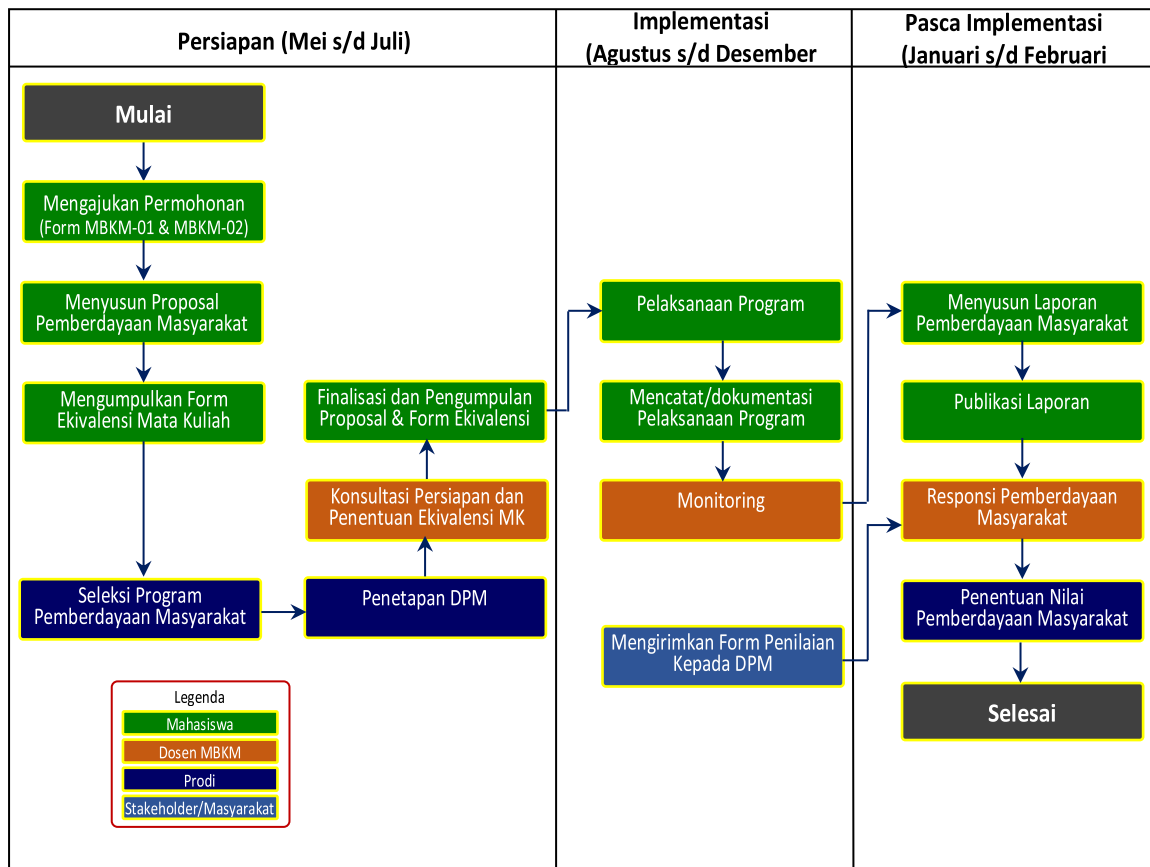 Persiapan (Mei s/d Juli)
Implementasi
(Agustus s/d Desember
Pasca Implementasi
(Januari s/d Februari
Mulai
Mengajukan Permohonan
(Form MBKM-01 & MBKM-02)
Menyusun Proposal
Pemberdayaan Masyarakat
Mengumpulkan Form
Ekivalensi Mata Kuliah
Seleksi Program
Pemberdayaan Masyarakat
Finalisasi dan Pengumpulan
Proposal & Form Ekivalensi
Konsultasi Persiapan dan
Penentuan Ekivalensi MK
Penetapan DPM
Pelaksanaan Program
Mencatat/dokumentasi
Pelaksanaan Program
Monitoring
Mengirimkan Form Penilaian
Kepada DPM
Menyusun Laporan
Pemberdayaan Masyarakat
Publikasi Laporan
Responsi Pemberdayaan
Masyarakat
Penentuan Nilai
Pemberdayaan Masyarakat
Selesai
Legenda
Mahasiswa
Dosen MBKM
Prodi
Stakeholder/Masyarakat